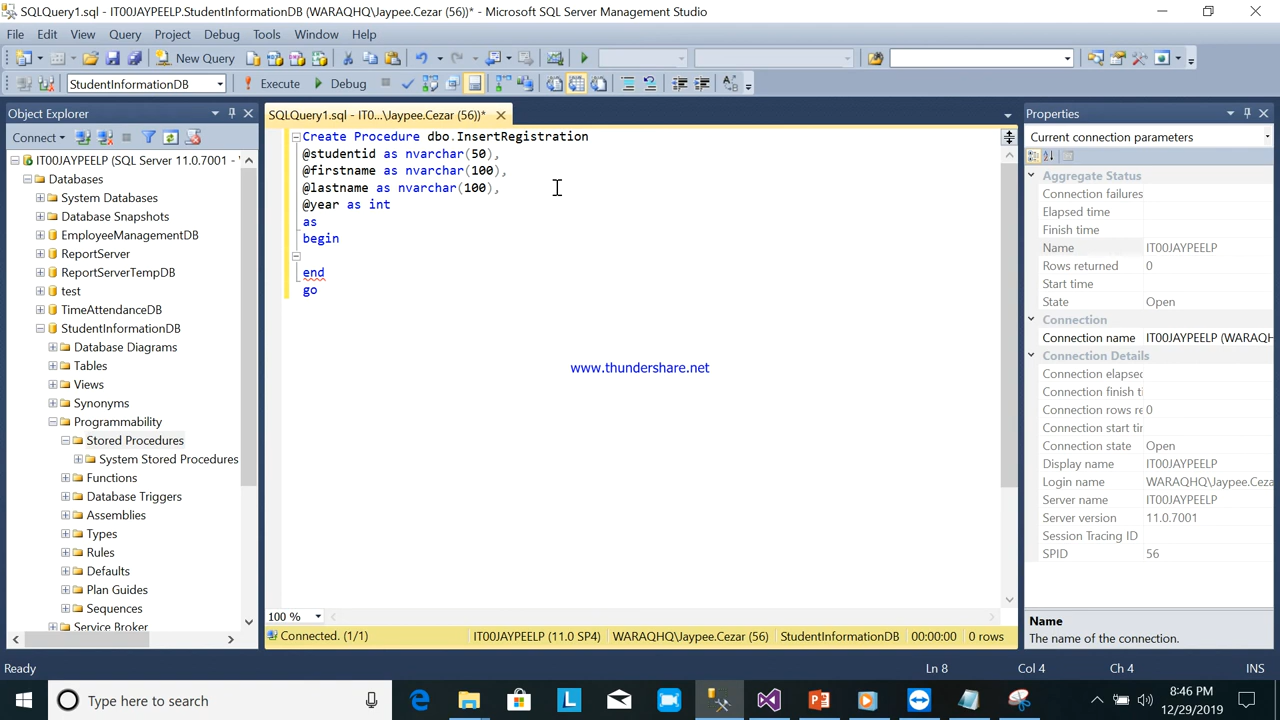 SQLQuery1.sql - IT00JAYPEELP.StudentInformationDB (WARAQHQ\Jaypee.Cezar (56))* - Microsoft SQL Server Management Studio
File Edit View Query Project Debug Tools Window Help
New Query
StudentInformationDB Execute Debug
Object Explorer
Connect
IT00JAYPEELP (SQL Server 11.0.7001 -
Databases
System Databases
Database Snapshots
EmployeeManagementDB
ReportServer
ReportServerTempDB
test
TimeAttendanceDB
StudentInformationDB
Database Diagrams
Tables
Views
Synonyms
Programmability
Stored Procedures
System Stored Procedures
Functions
Database Triggers
Assemblies
Types
Rules
Defaults
Plan Guides
Sequences
Service Broker
SQLQuery1.sql - IT0...\Jaypee.Cezar (56))*
Create Procedure dbo.InsertRegistration
@studentid as nvarchar(50),
@firstname as nvarchar(100),
@lastname as nvarchar(100),
@year as int
as
begin
end
go
www.thundershare.net
100 %
Connected. (1/1) IT00JAYPEELP (11.0 SP4) WARAQHQ\Jaypee.Cezar (56) StudentInformationDB 00:00:00 0 rows
Properties
Current connection parameters
Aggregate Status
Connection failures
Elapsed time
Finish time
Name IT00JAYPEELP
Rows returned 0
Start time
State Open
Connection
Connection name IT00JAYPEELP (WARAQH
Connection Details
Connection elapsed
Connection finish ti
Connection rows re 0
Connection start tim
Connection state Open
Display name IT00JAYPEELP
Login name WARAQHQ\Jaypee.Ceza
Server name IT00JAYPEELP
Server version 11.0.7001
Session Tracing ID
SPID 56
Name
The name of the connection.
Ready Ln 8 Col 4 Ch 4 INS
Type here to search
8:46 PM
12/29/2019